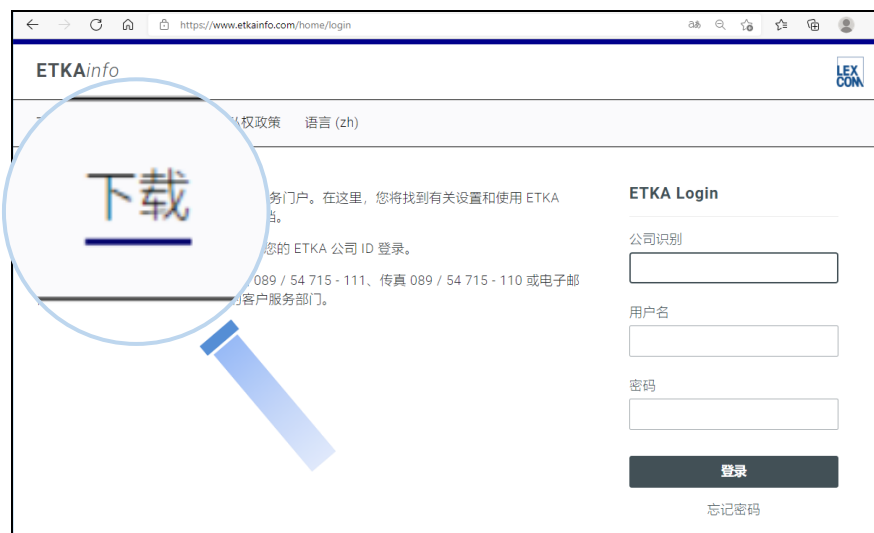 https://www.etkainfo.com/home/login
ETKAinfo
LEX
COM
权政策 语言 (zh)
下载
务门户。在这里，您将找到有关设置和使用 ETKA
您的 ETKA 公司 ID 登录。
089 / 54 715 - 111、传真 089 / 54 715 - 110 或电子邮
客户服务部门。
ETKA Login
公司识别
用户名
密码
登录
忘记密码